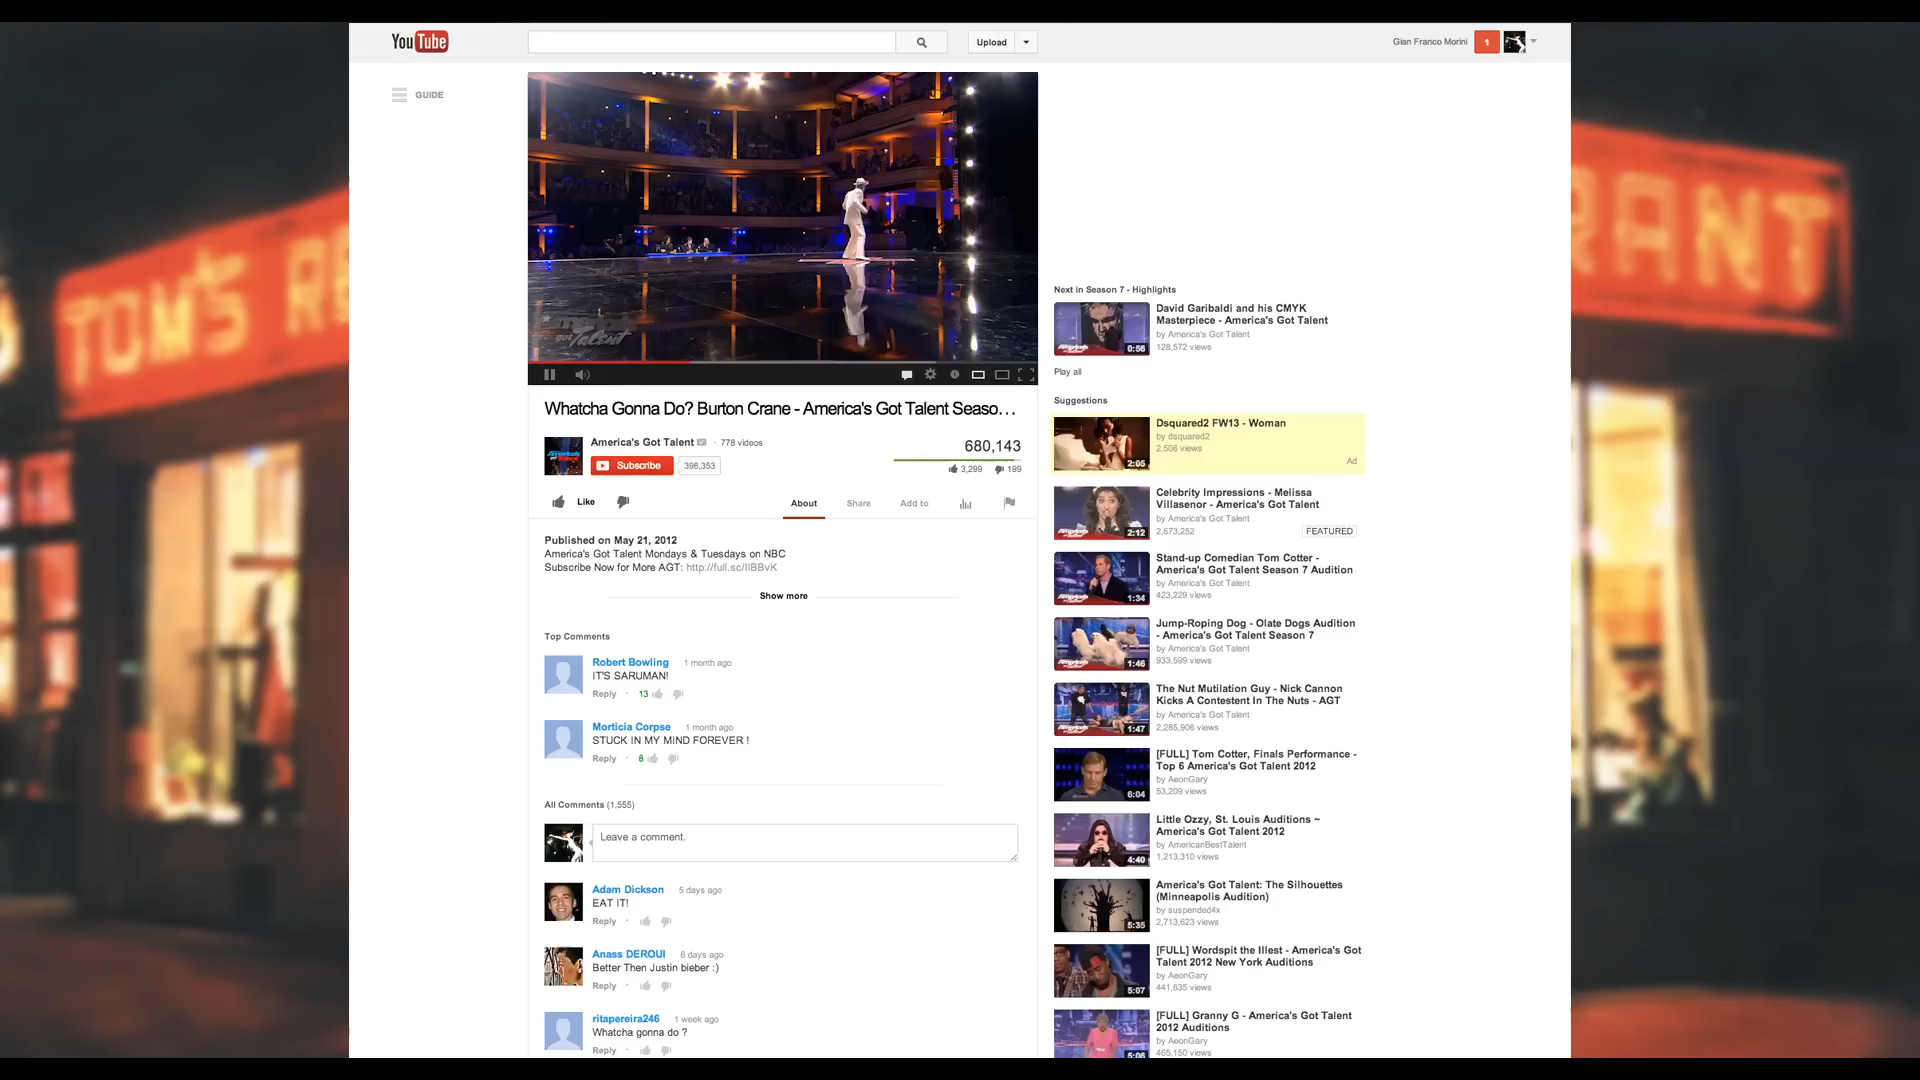 YouTube
Upload
Gian Franco Morini
1
GUIDE
TOM'S RE
RANT
got Talent
Whatcha Gonna Do? Burton Crane - America's Got Talent Seaso...
America's Got Talent · 778 videos
Subscribe 396,353
680,143
3,299 199
Like
About Share Add to
Published on May 21, 2012
America's Got Talent Mondays & Tuesdays on NBC
Subscribe Now for More AGT:
Show more
Top Comments
Robert Bowling 1 month ago
IT'S SARUMAN!
Reply · 13
Morticia Corpse 1 month ago
STUCK IN MY MIND FOREVER !
Reply · 8
All Comments (1,555)
Leave a comment.
Adam Dickson 5 days ago
EAT IT!
Reply ·
Anass DEROUI 6 days ago
Better Then Justin bieber :)
Reply ·
ritapereira246 1 week ago
Whatcha gonna do ?
Reply ·
Next in Season 7 - Highlights
David Garibaldi and his CMYK
Masterpiece - America's Got Talent
by America's Got Talent
128,572 views
0:56
Play all
Suggestions
Dsquared2 FW13 - Woman
by dsquared2
2,506 views
Ad
2:05
Celebrity Impressions - Melissa
Villasenor - America's Got Talent
by America's Got Talent
2,673,252
FEATURED
2:12
Stand-up Comedian Tom Cotter -
America's Got Talent Season 7 Audition
by America's Got Talent
423,229 views
1:34
Jump-Roping Dog - Olate Dogs Audition
- America's Got Talent Season 7
by America's Got Talent
933,599 views
1:46
The Nut Mutilation Guy - Nick Cannon
Kicks A Contestent In The Nuts - AGT
by America's Got Talent
2,285,906 views
1:47
[FULL] Tom Cotter, Finals Performance -
Top 6 America's Got Talent 2012
by AeonGary
53,209 views
6:04
Little Ozzy, St. Louis Auditions ~
America's Got Talent 2012
by AmericanBestTalent
1,213,310 views
4:40
America's Got Talent: The Silhouettes
(Minneapolis Audition)
by suspended4x
2,713,623 views
5:35
[FULL] Wordspit the Illest - America's Got
Talent 2012 New York Auditions
by AeonGary
441,635 views
5:07
[FULL] Granny G - America's Got Talent
2012 Auditions
by AeonGary
465,150 views
5:06